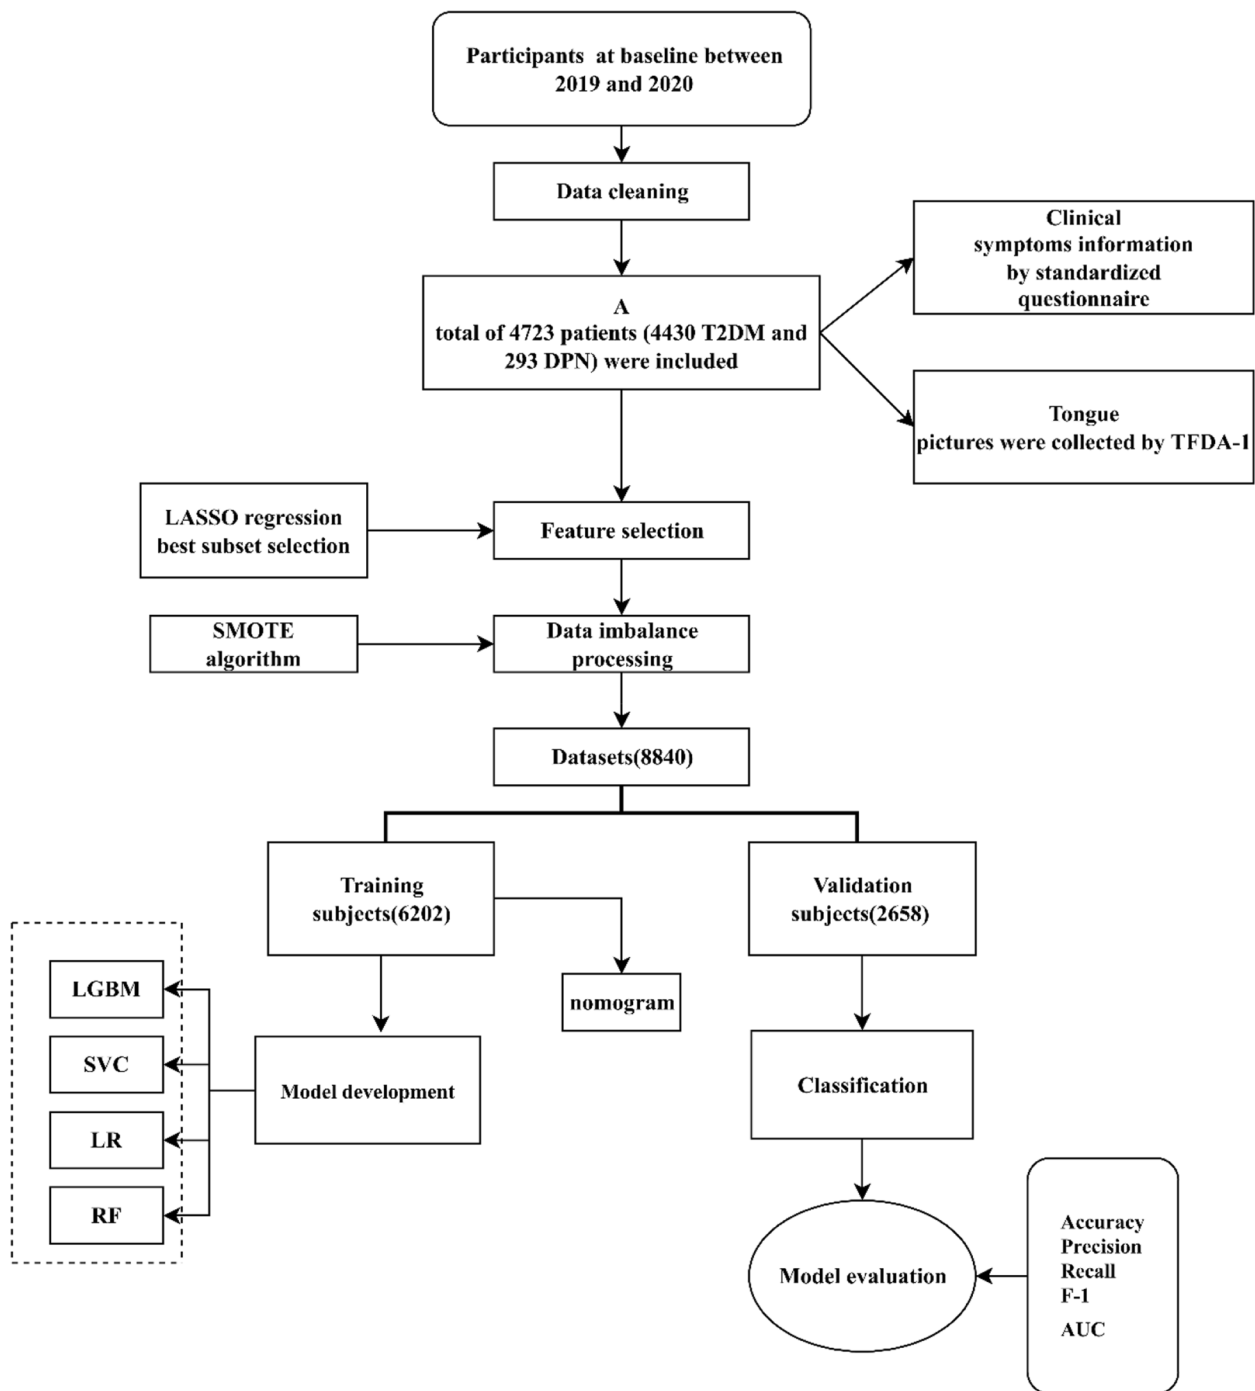 Participants at baseline between
2019 and 2020
Data cleaning
A
total of 4723 patients (4430 T2DM and
293 DPN) were included
Clinical
symptoms information
by standardized
questionnaire
Tongue
pictures were collected by TFDA-1
LASSO regression
best subset selection
Feature selection
SMOTE
algorithm
Data imbalance
processing
Datasets(8840)
Training
subjects(6202)
Validation
subjects(2658)
nomogram
LGBM
SVC
LR
RF
Model development
Classification
Model evaluation
Accuracy
Precision
Recall
F-1
AUC